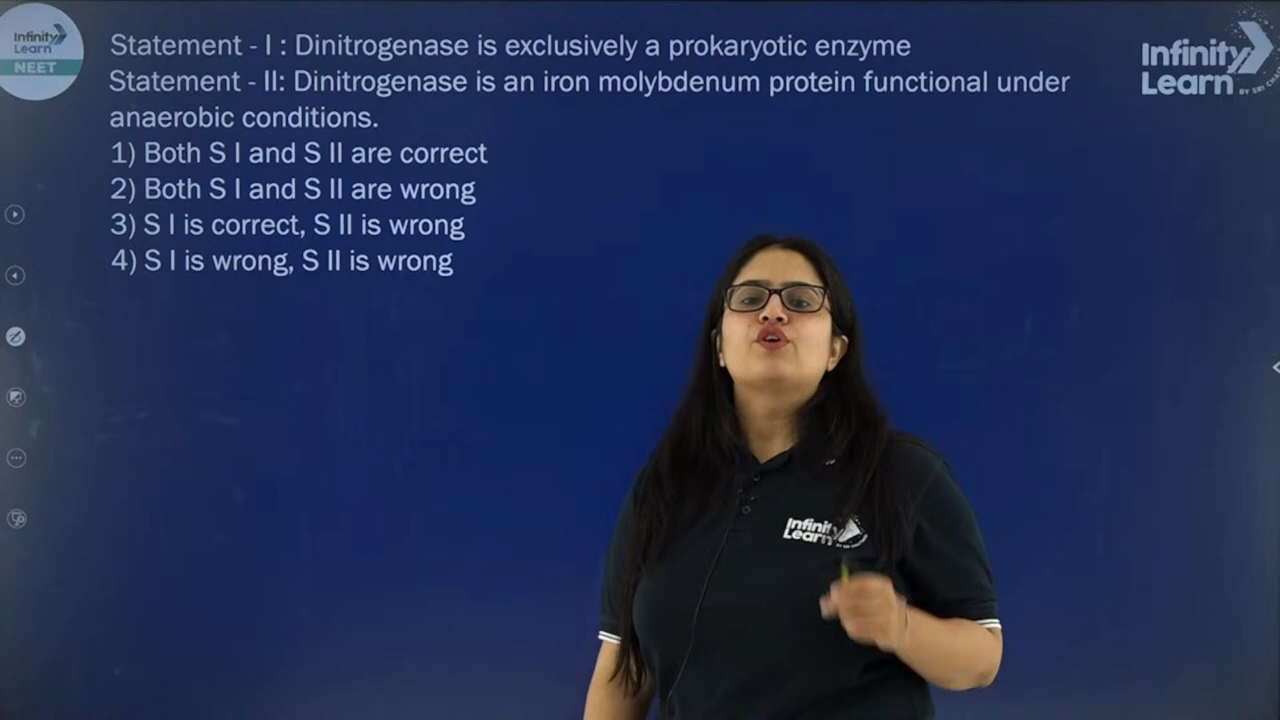 Infinity
Learn
NEET
Statement - I : Dinitrogenase is exclusively a prokaryotic enzyme
Statement - II: Dinitrogenase is an iron molybdenum protein functional under
anaerobic conditions.
1) Both S I and S II are correct
2) Both S I and S II are wrong
3) S I is correct, S II is wrong
4) S I is wrong, S II is wrong
Infinity
Learn
BY SRI
Infinity
Learn